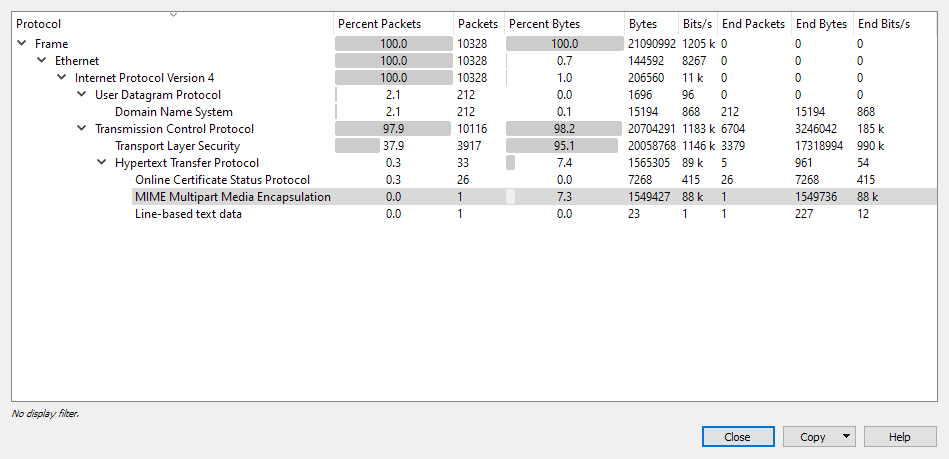 Protocol Percent Packets Packets Percent Bytes Bytes Bits/s End Packets End Bytes End Bits/s
Frame 100.0 10328 100.0 21090992 1205 k 0 0 0
Ethernet 100.0 10328 0.7 144592 8267 0 0 0
Internet Protocol Version 4 100.0 10328 1.0 206560 11 k 0 0 0
User Datagram Protocol 2.1 212 0.0 1696 96 0 0 0
Domain Name System 2.1 212 0.1 15194 868 212 15194 868
Transmission Control Protocol 97.9 10116 98.2 20704291 1183 k 6704 3246042 185 k
Transport Layer Security 37.9 3917 95.1 20058768 1146 k 3379 17318994 990 k
Hypertext Transfer Protocol 0.3 33 7.4 1565305 89 k 5 961 54
Online Certificate Status Protocol 0.3 26 0.0 7268 415 26 7268 415
MIME Multipart Media Encapsulation 0.0 1 7.3 1549427 88 k 1 1549736 88 k
Line-based text data 0.0 1 0.0 23 1 1 227 12
No display filter.
Close Copy Help